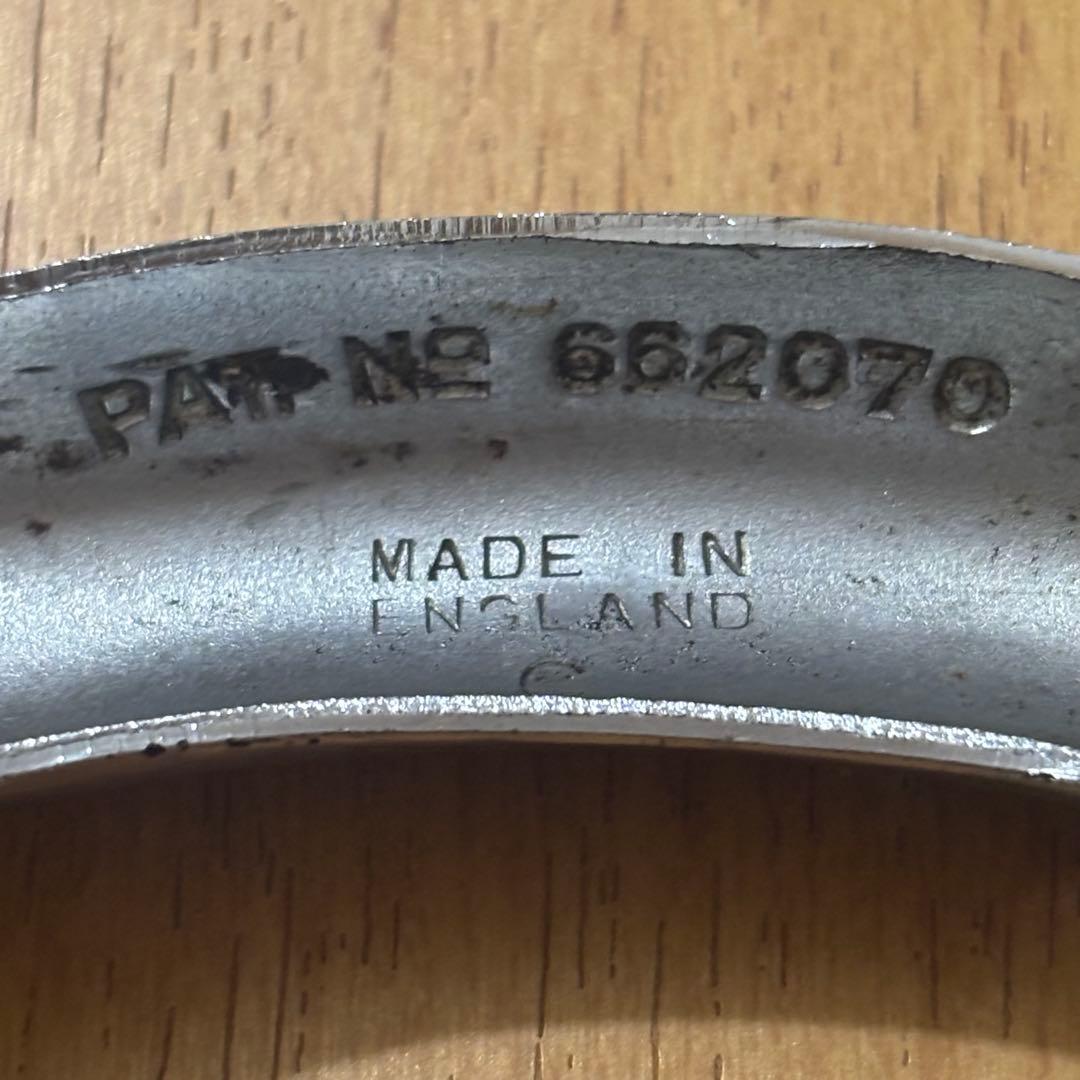 PAT. Nº 662070
MADE IN
ENGLAND
C